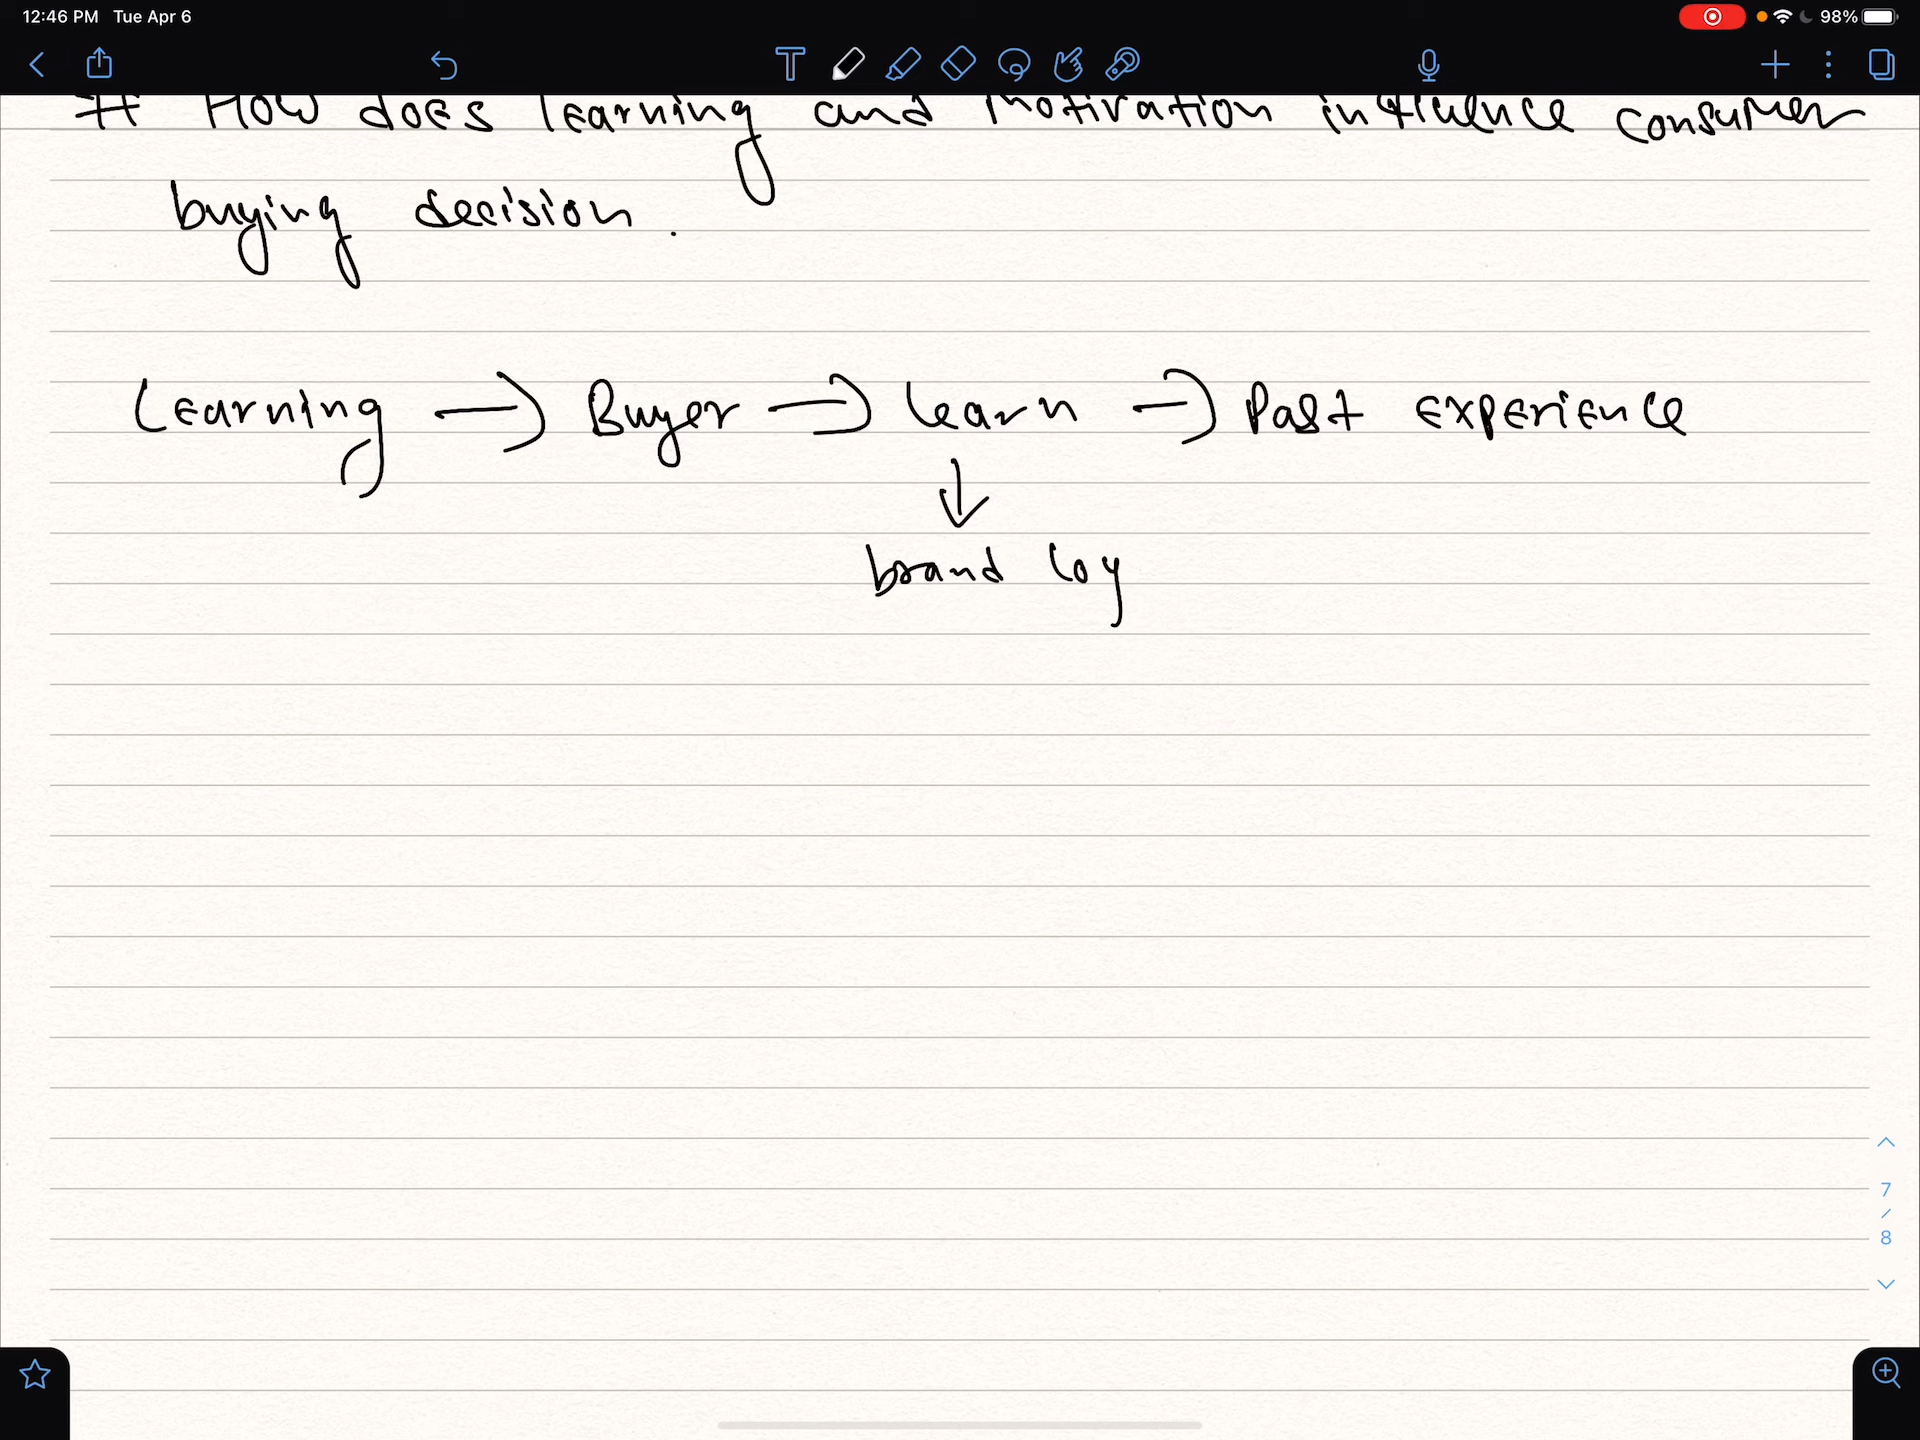 12:46 PM Tue Apr 6 98%
# How does learning and motivation influence consumer
buying decision.
Learning → Buyer → learn → Past experience
↓
brand loy
7
/
8